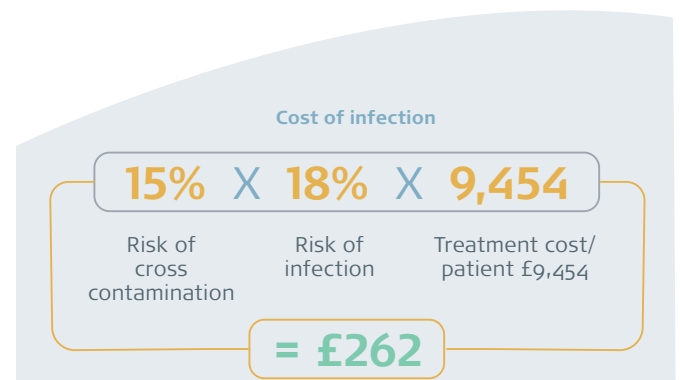 Cost of infection
15% X 18% X 9,454
Risk of cross contamination
Risk of infection
Treatment cost/ patient £9,454
= £262